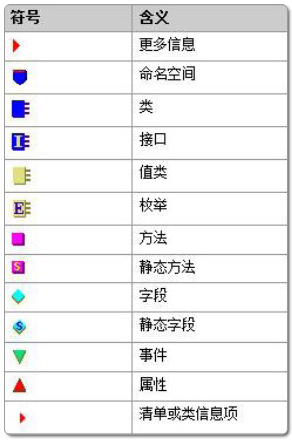 符号 含义
更多信息
命名空间
类
I 接口
值类
E 枚举
方法
S 静态方法
字段
S 静态字段
事件
属性
清单或类信息项